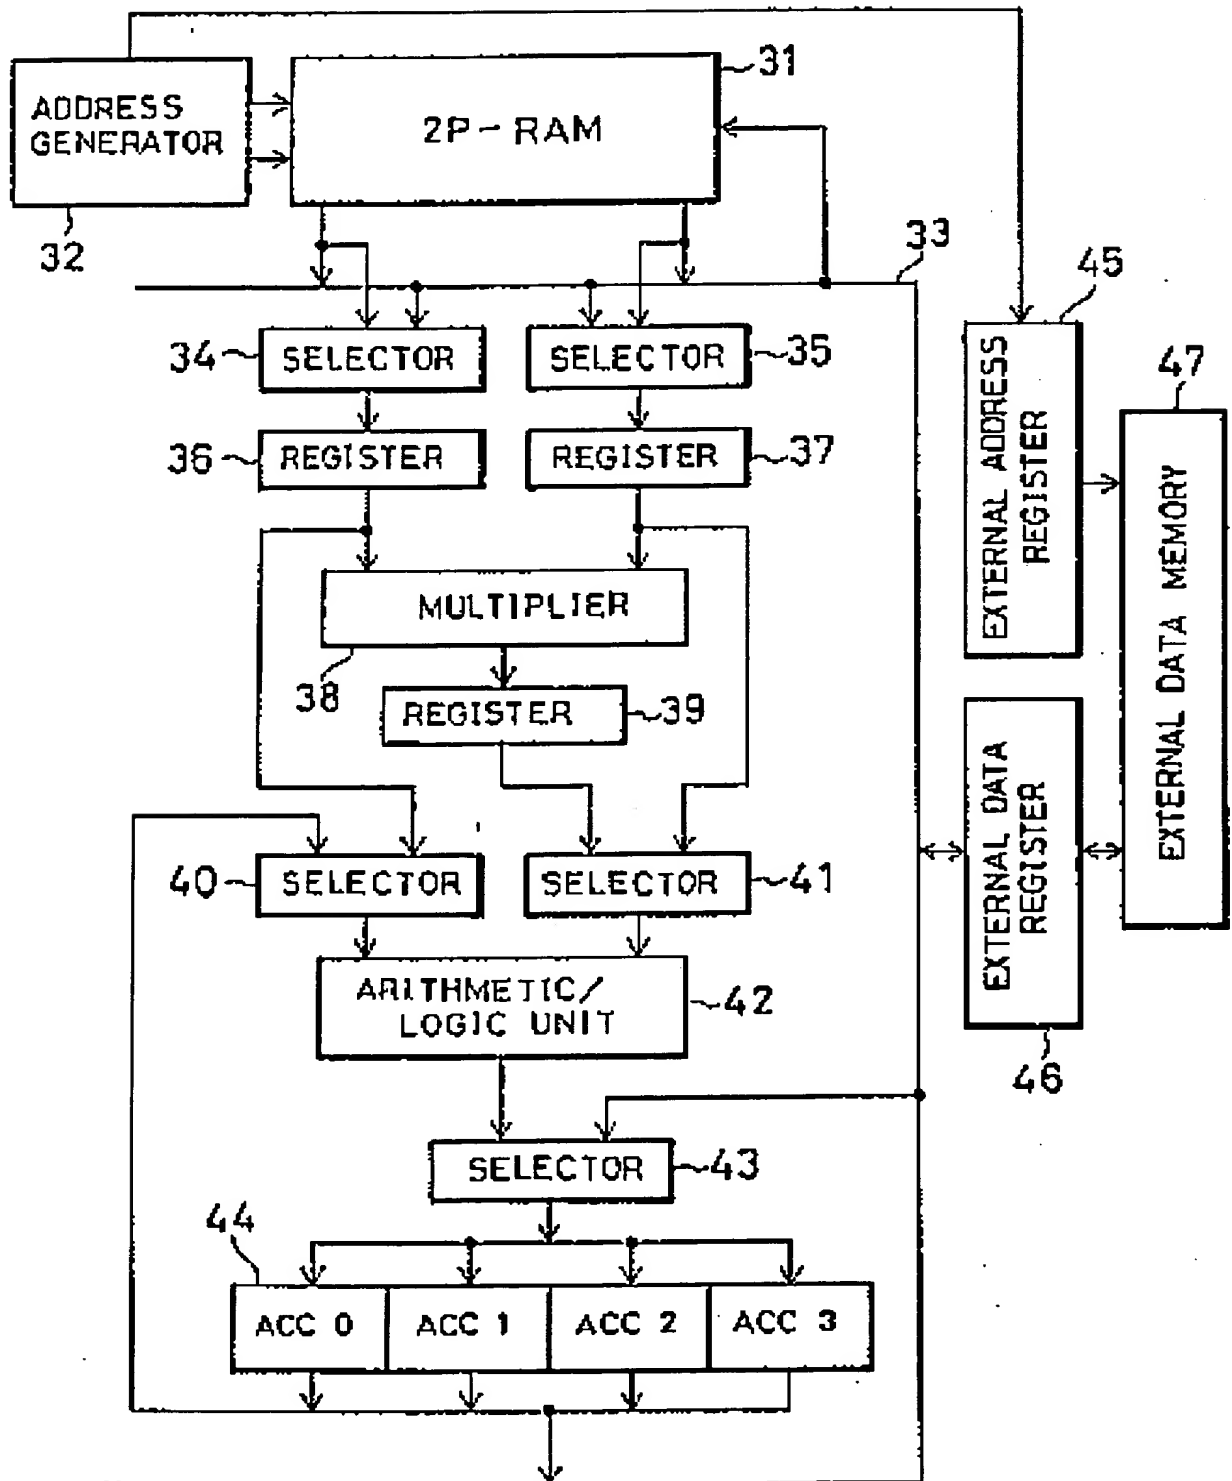 31
ADDRESS
GENERATOR
2P-RAM
32
33
45
34
SELECTOR
SELECTOR
35
47
36
REGISTER
REGISTER
37
EXTERNAL ADDRESS
REGISTER
EXTERNAL DATA MEMORY
MULTIPLIER
38
REGISTER
39
EXTERNAL DATA
REGISTER
40
SELECTOR
SELECTOR
41
ARITHMETIC/
LOGIC UNIT
42
46
SELECTOR
43
44
ACC 0
ACC 1
ACC 2
ACC 3